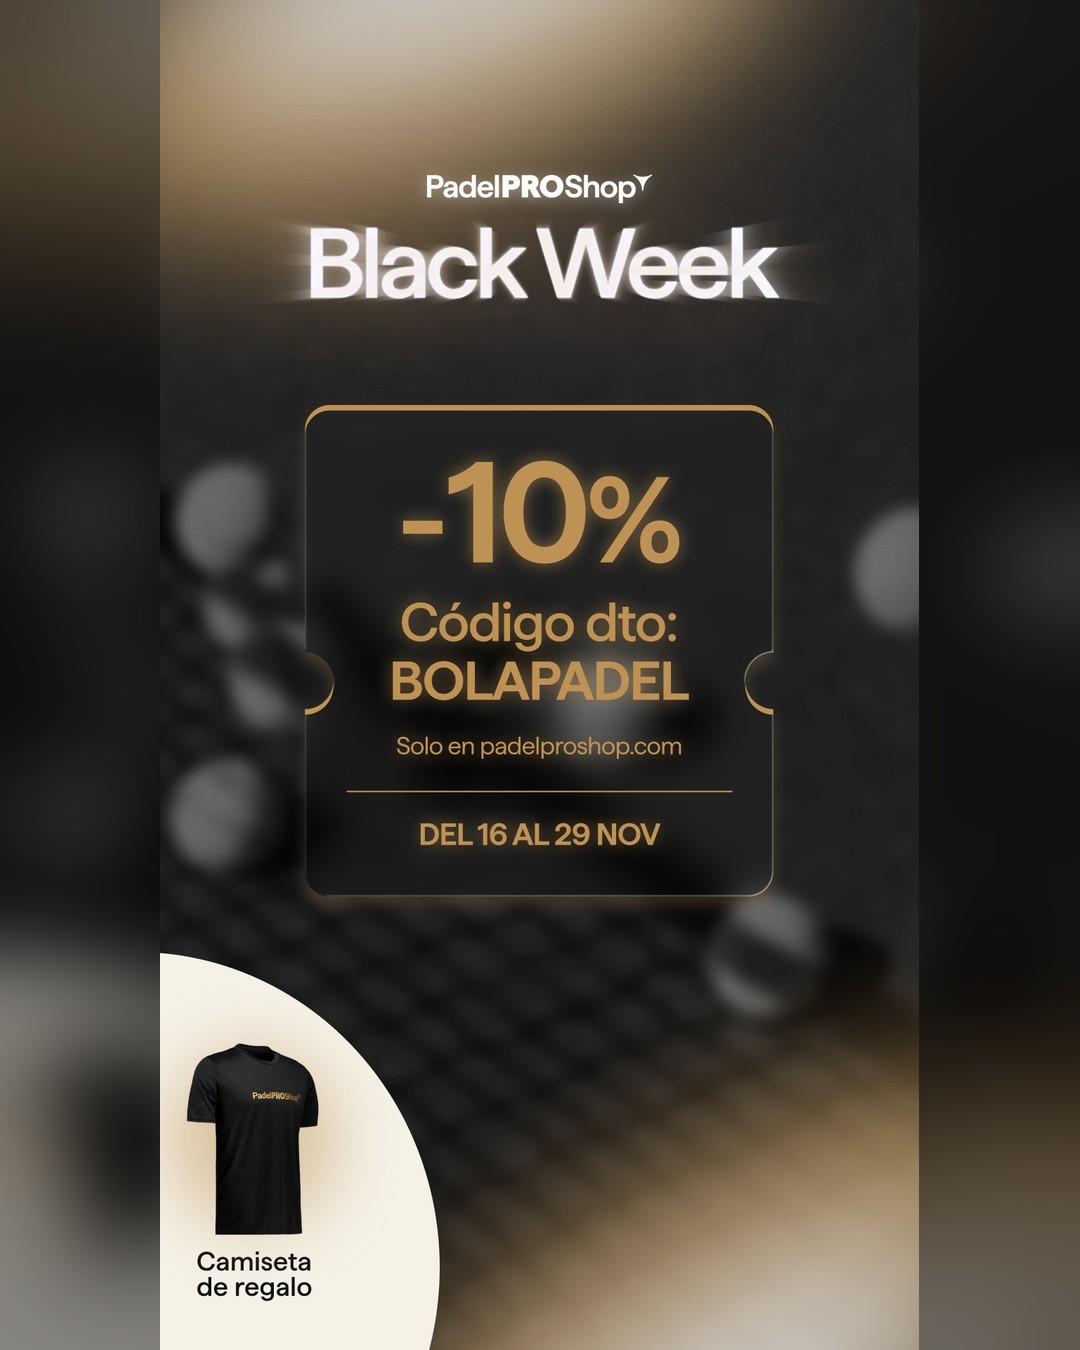 PadelPROShop
Black Week
-10%
Código dto:
BOLAPADEL
Solo en padelproshop.com
DEL 16 AL 29 NOV
PadelPROShop
Camiseta
de regalo